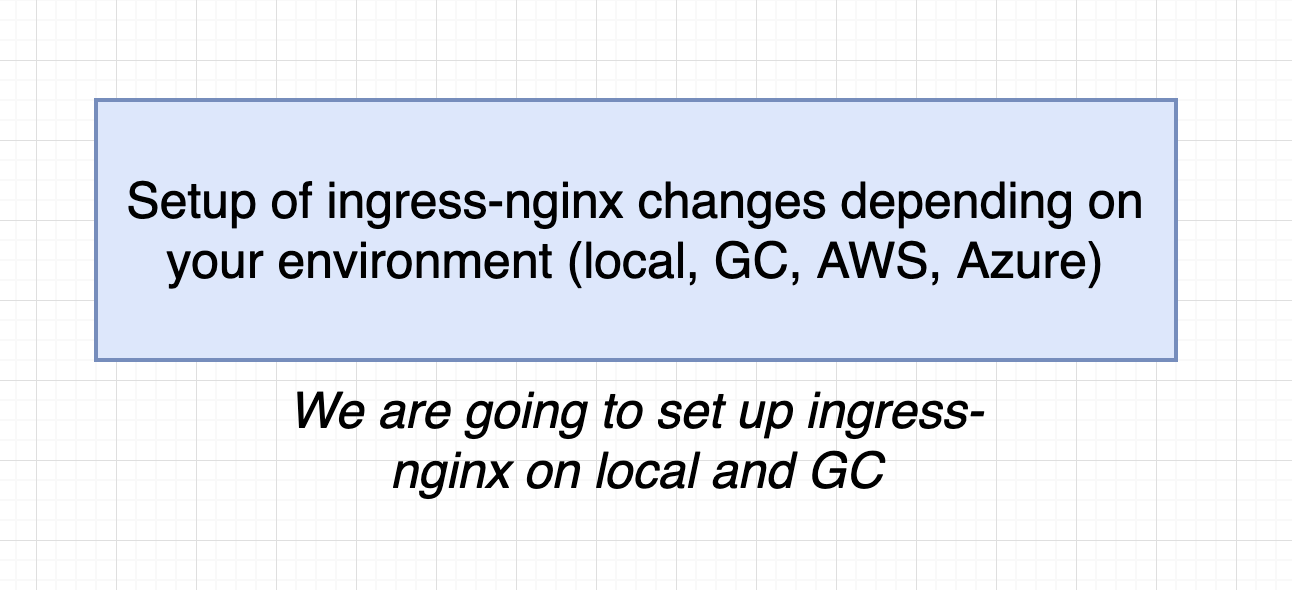 Setup of ingress-nginx changes depending on
your environment (local, GC, AWS, Azure)
We are going to set up ingress-
nginx on local and GC